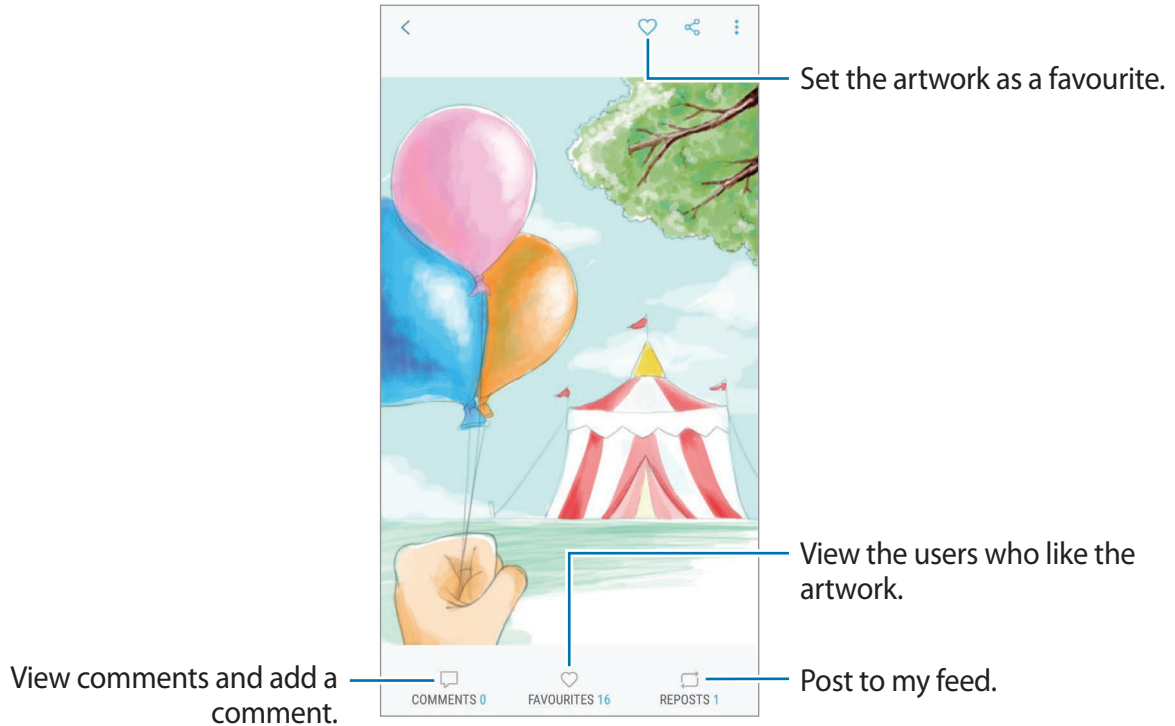 Set the artwork as a favourite.
View the users who like the
artwork.
View comments and add a
comment.
Post to my feed.
COMMENTS 0
FAVOURITES 16
REPOSTS 1